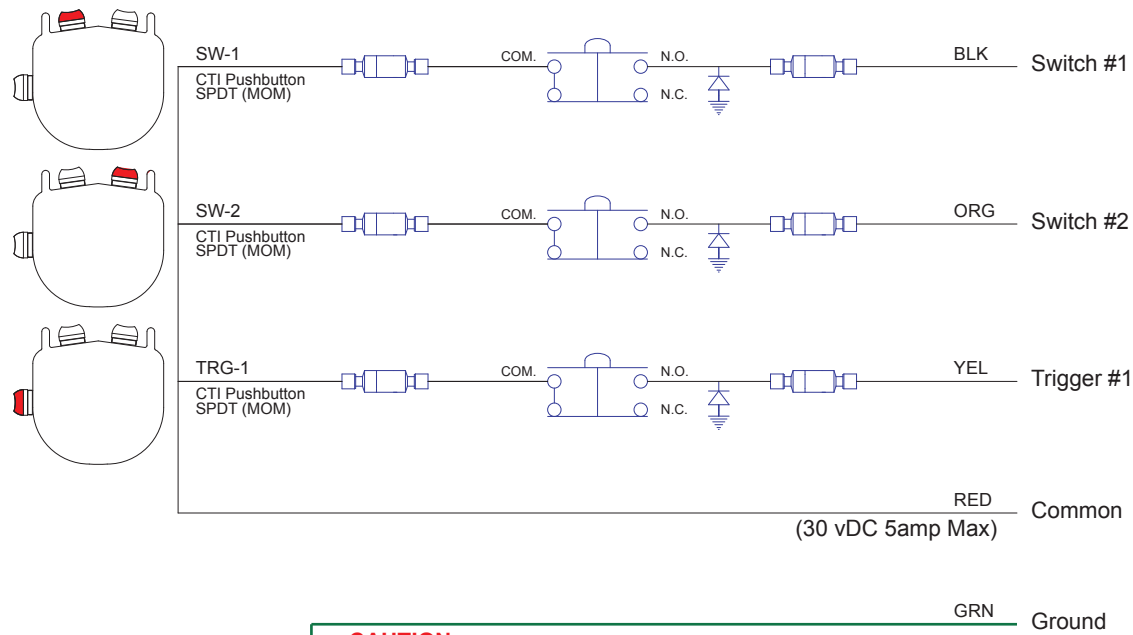 SW-1
CTI Pushbutton
SPDT (MOM)
COM.
N.O.
N.C.
BLK
Switch #1
SW-2
CTI Pushbutton
SPDT (MOM)
COM.
N.O.
N.C.
ORG
Switch #2
TRG-1
CTI Pushbutton
SPDT (MOM)
COM.
N.O.
N.C.
YEL
Trigger #1
RED
Common
(30 vDC 5amp Max)
GRN
Ground
CAUTION